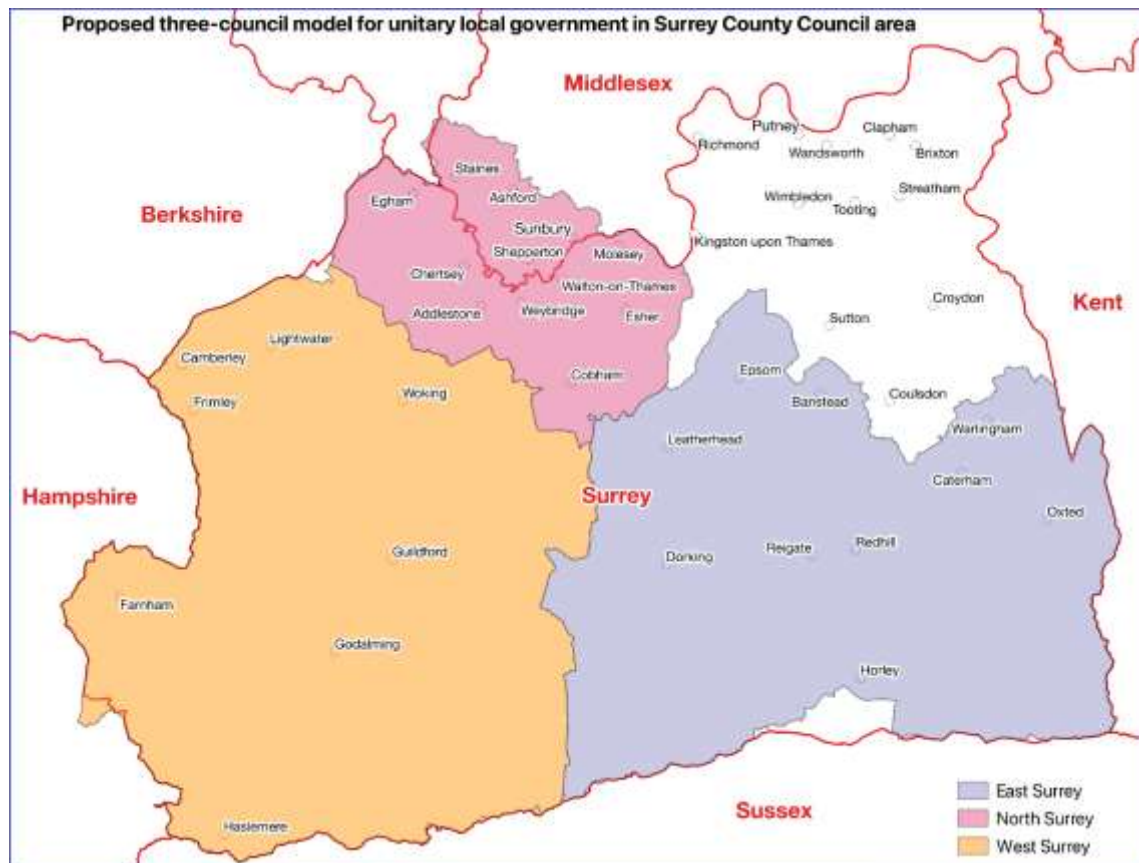 Proposed three-council model for unitary local government in Surrey County Council area
Middlesex
Putney
Clapham
Richmond
Wandsworth
Brixton
Staines
Egham
Ashford
Wimbledon
Tooting
Streatham
Berkshire
Sunbury
Shepperton
Molesey
Kingston upon Thames
Chertsey
Walton-on-Thames
Addlestone
Weybridge
Esher
Croydon
Kent
Sutton
Lightwater
Camberley
Frimley
Woking
Cobham
Epsom
Banstead
Coulsdon
Leatherhead
Warlingham
Hampshire
Surrey
Caterham
Oxted
Guildford
Dorking
Reigate
Redhill
Farnham
Godalming
Horley
Haslemere
Sussex
East Surrey
North Surrey
West Surrey